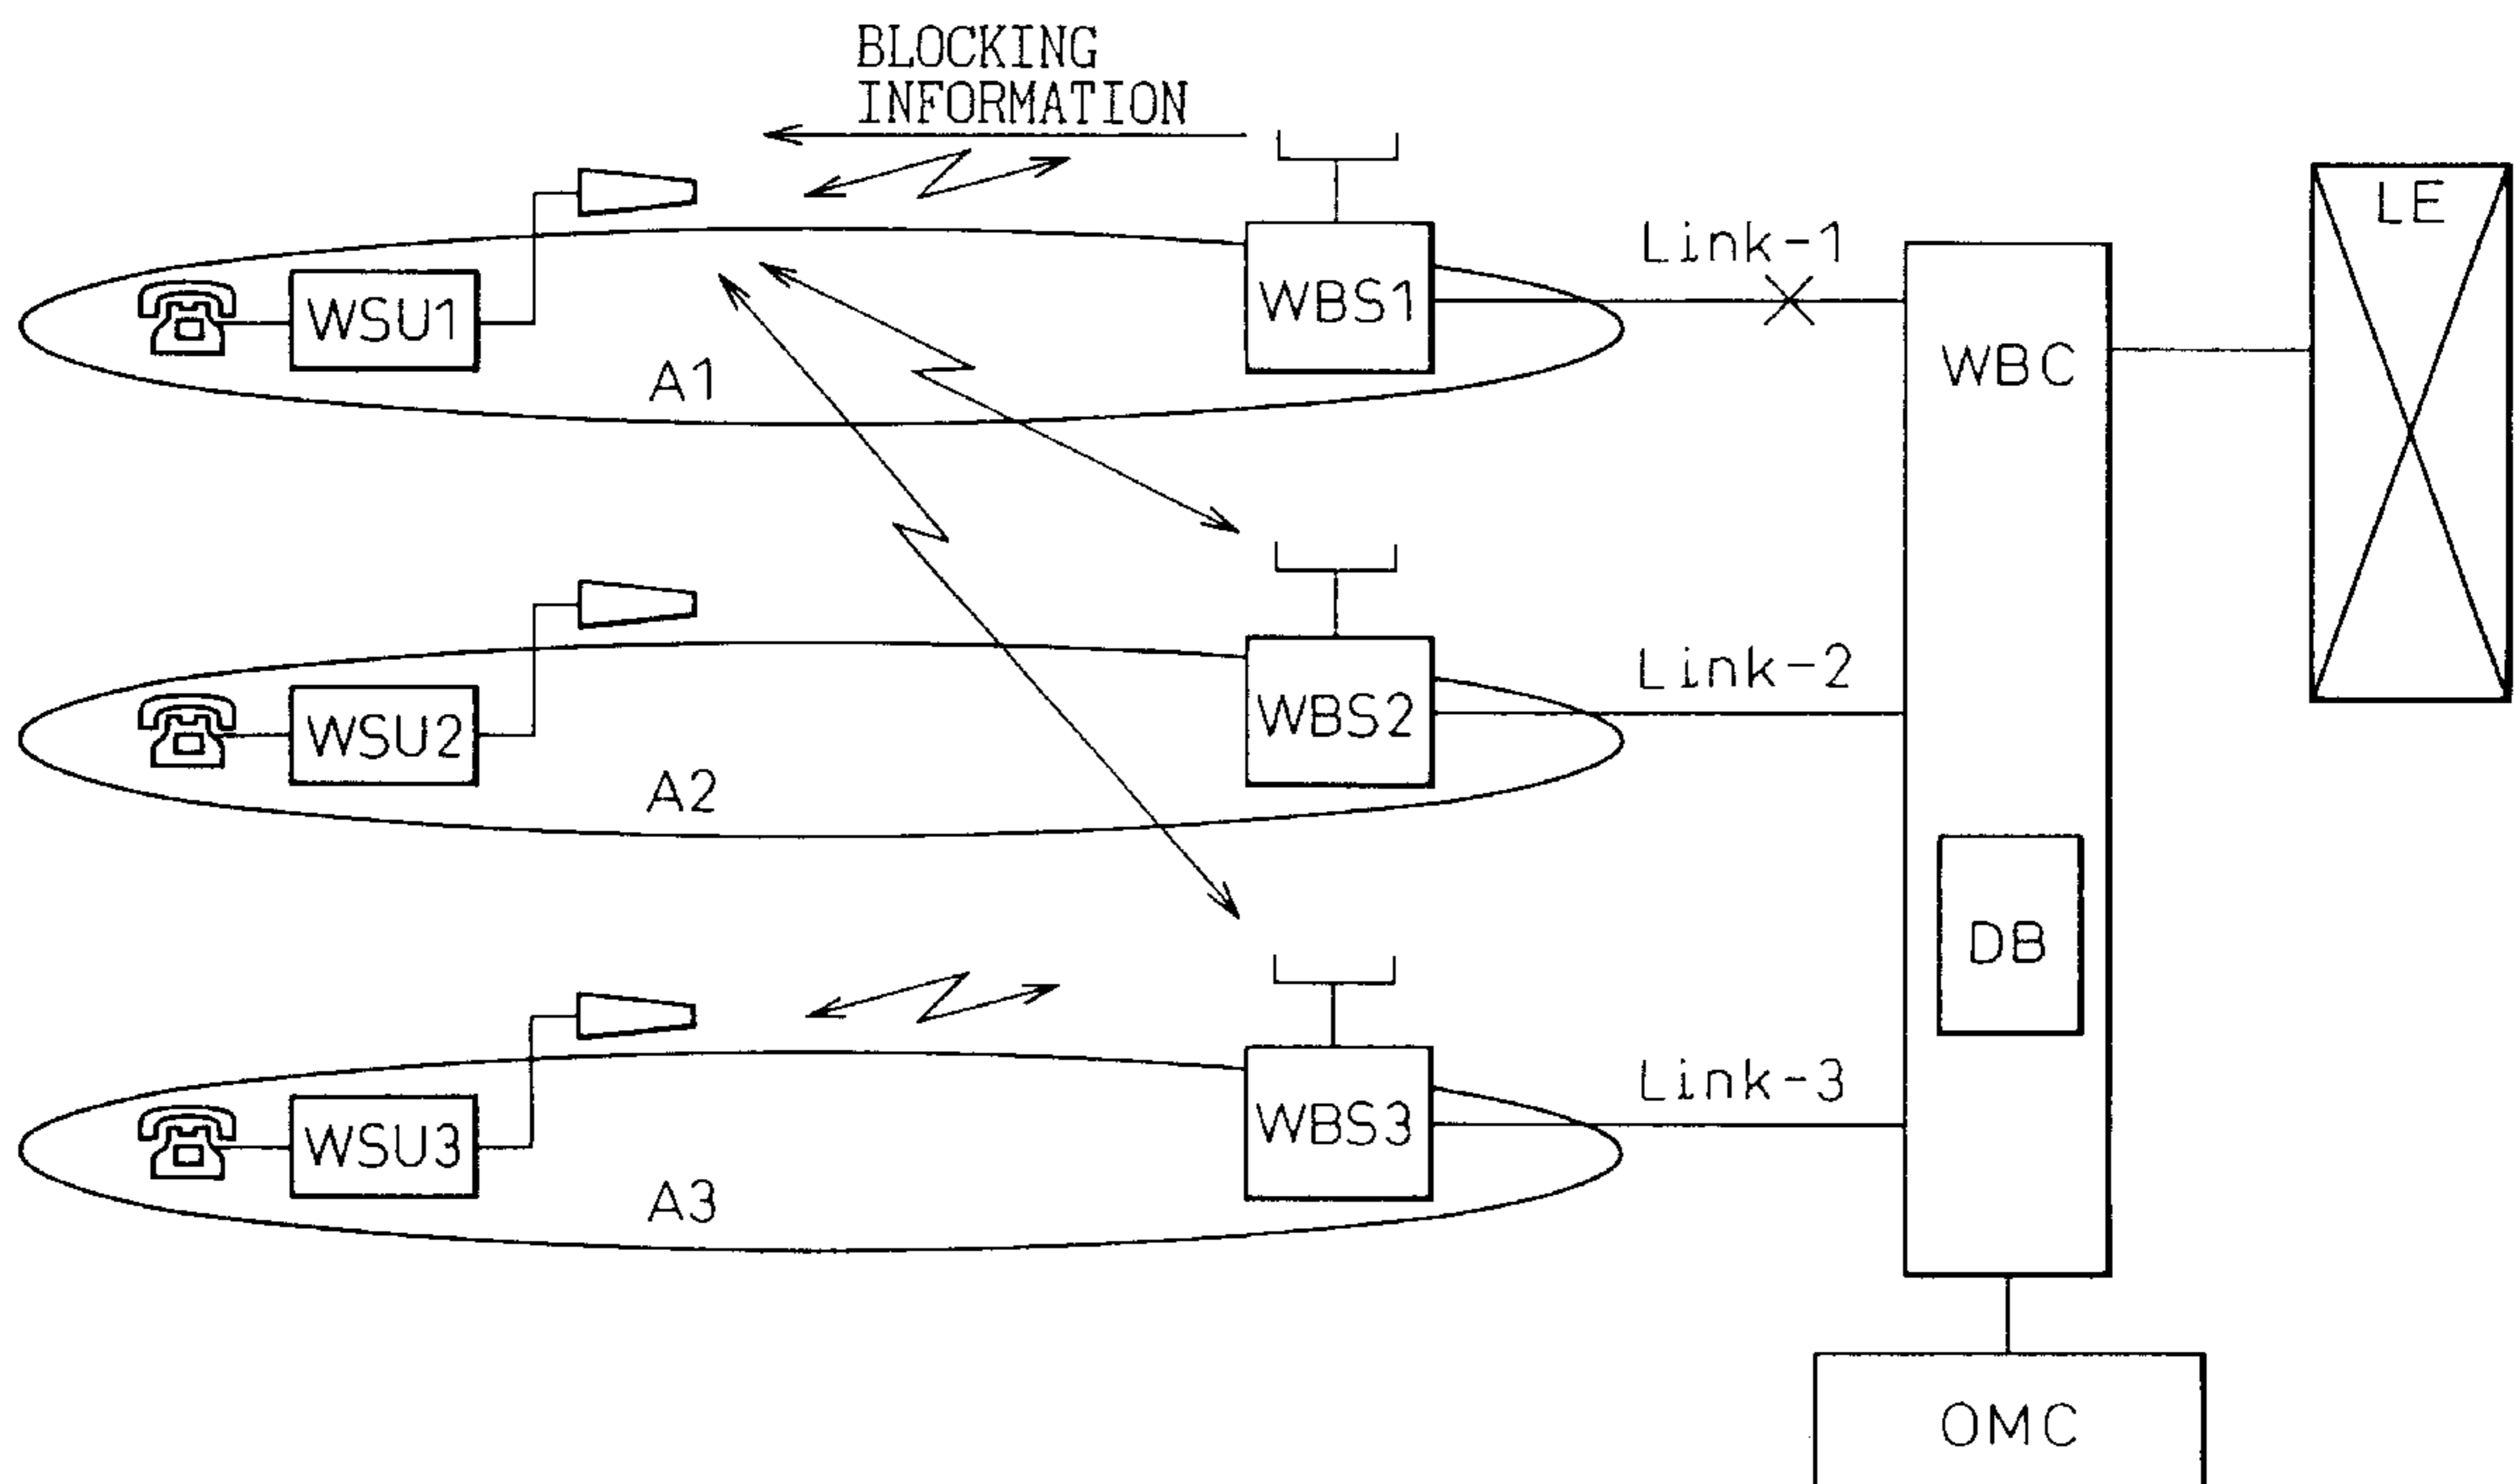 BLOCKING
INFORMATION
LE
Link-1
WSU1
WBS1
WBC
A1
Link-2
WSU2
WBS2
A2
DB
Link-3
WSU3
WBS3
A3
OMC